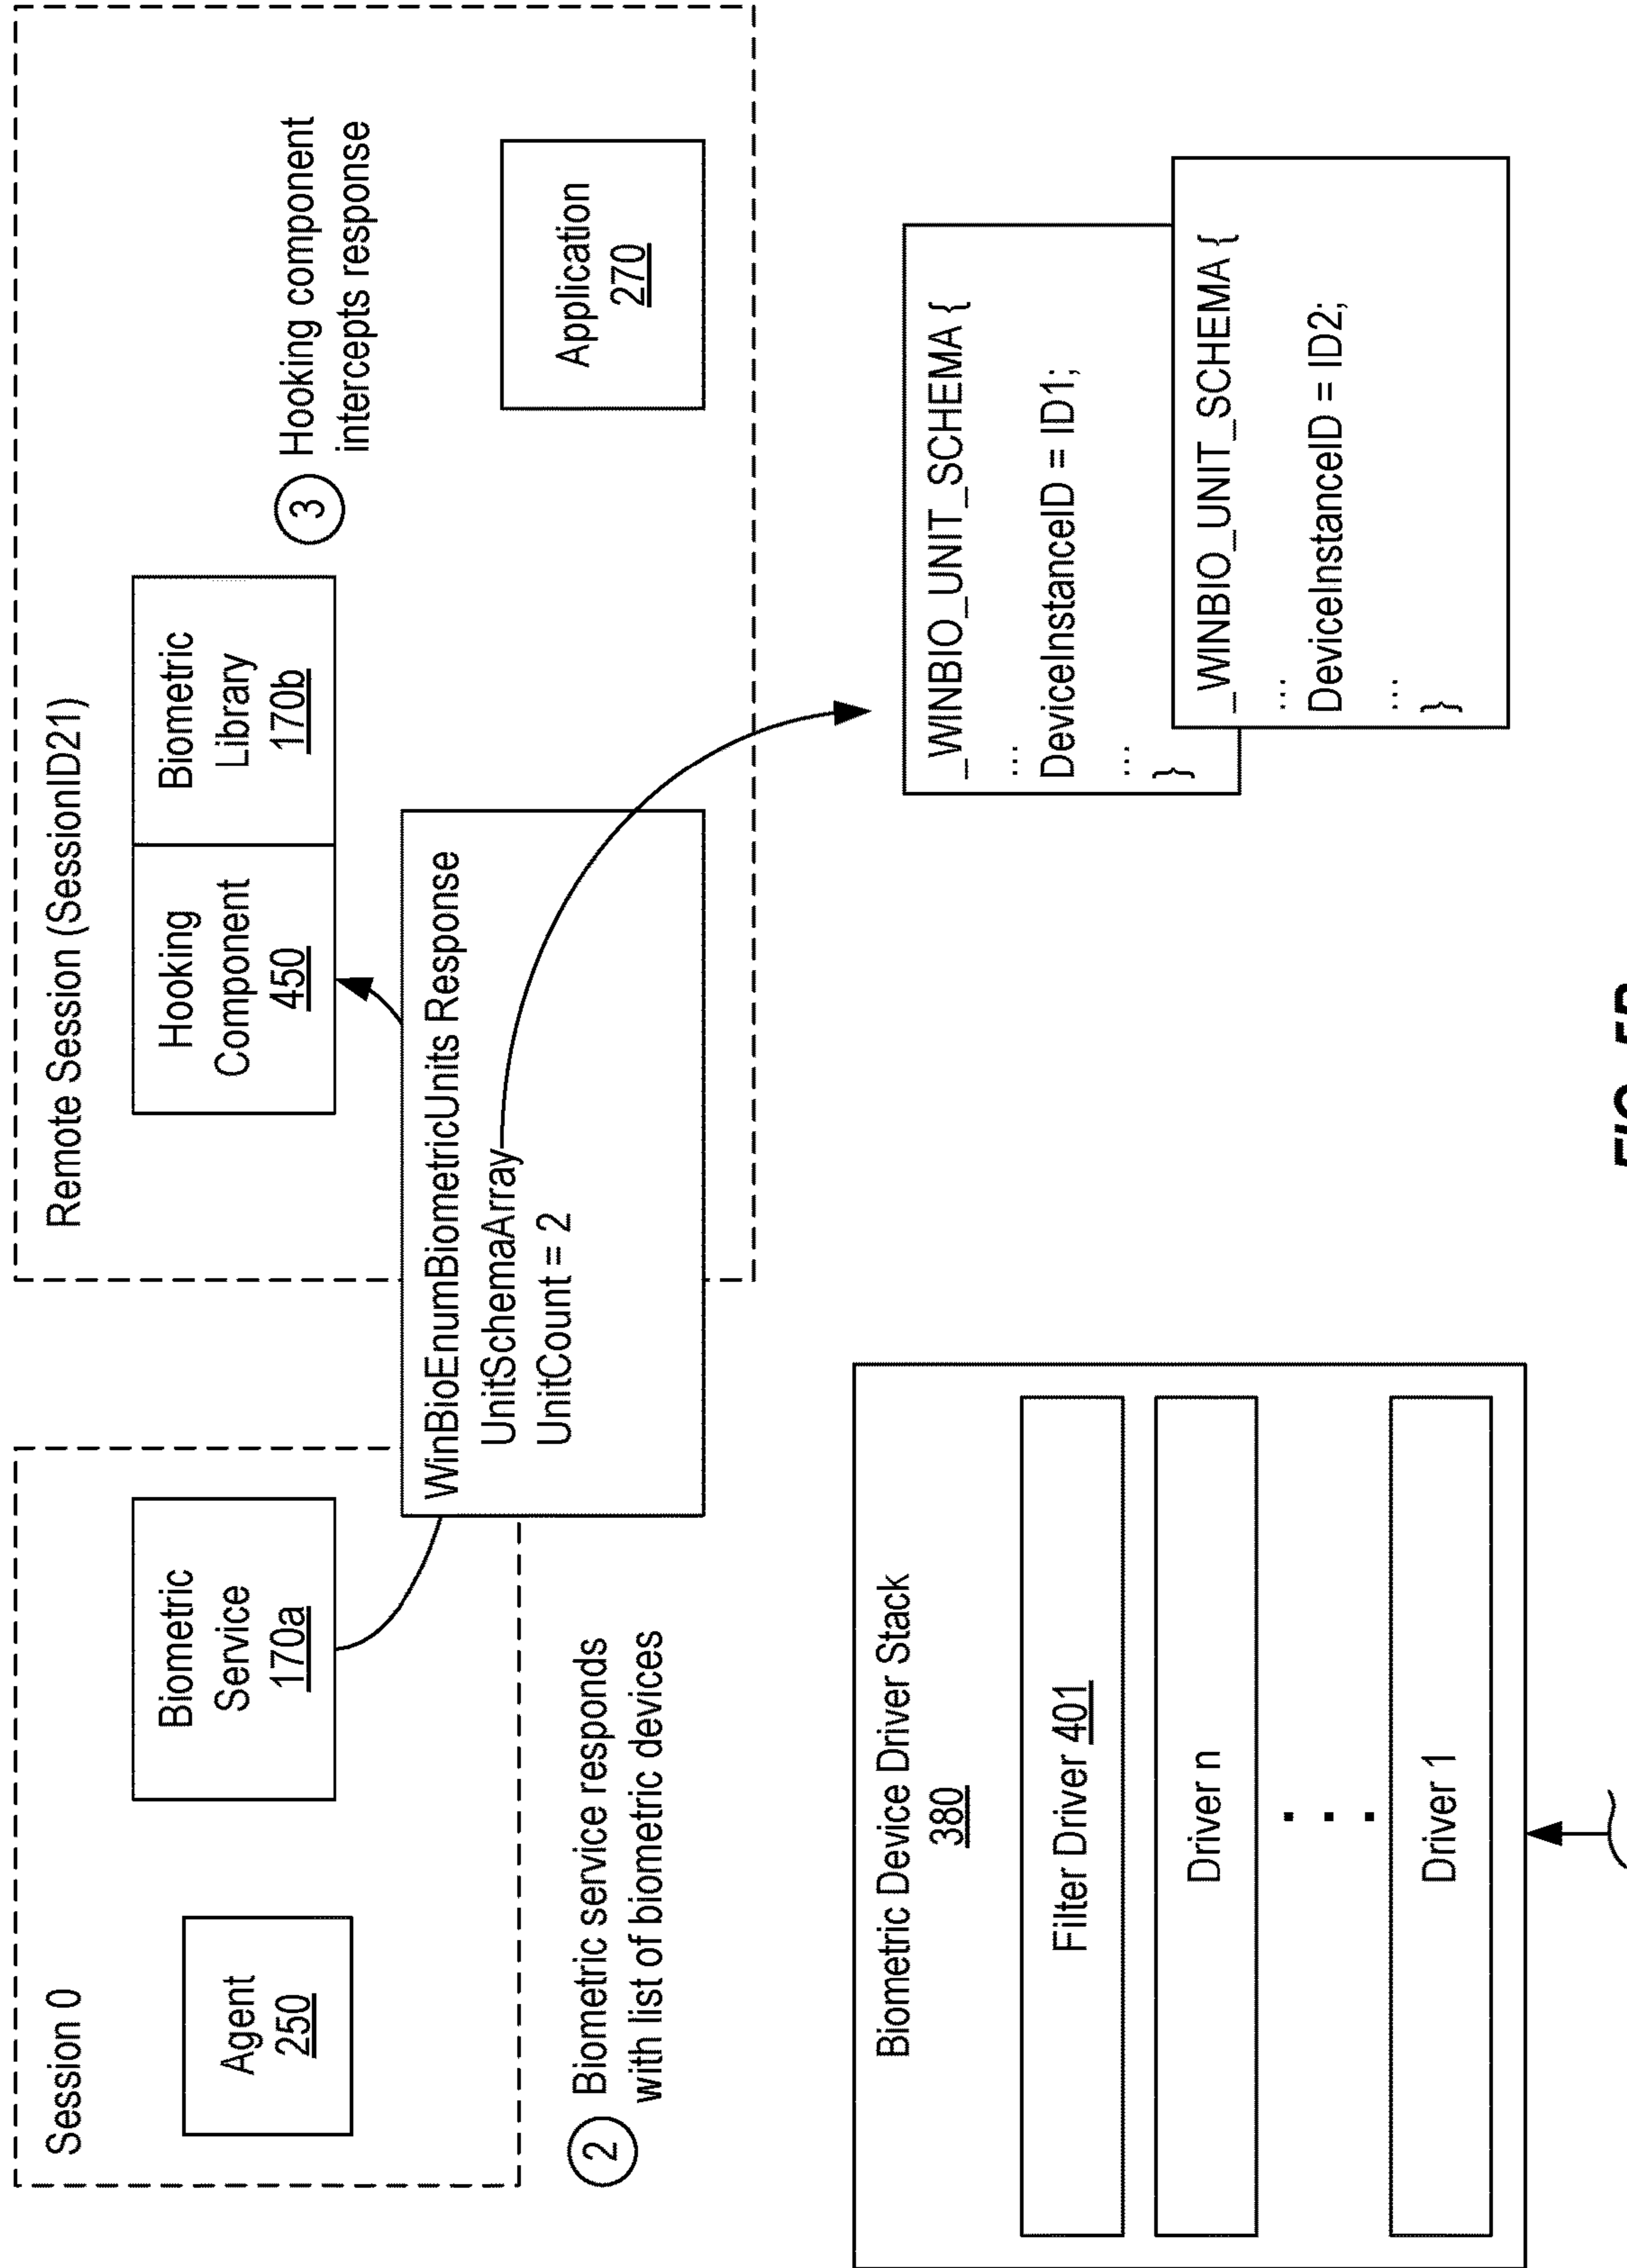 Session 0
Agent
250
Biometric
Service
170a
Remote Session (SessionID21)
Hooking
Component
450
Biometric
Library
170b
3
Hooking component
intercepts response
Application
270
WinBioEnumBiometricUnits Response
UnitSchemaArray
UnitCount = 2
2
Biometric service responds
with list of biometric devices
Biometric Device Driver Stack
380
Filter Driver 401
Driver n
. . .
Driver 1
_WINBIO_UNIT_SCHEMA {
...
DeviceInstanceID = ID1;
...
}
_WINBIO_UNIT_SCHEMA {
...
DeviceInstanceID = ID2;
...
}